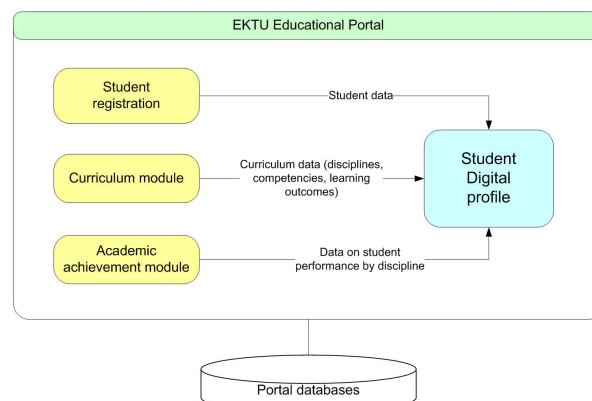 EKTU Educational Portal
Student
registration
Student data
Curriculum module
Curriculum data (disciplines,
competencies, learning
outcomes)
Student
Digital
profile
Academic
achievement module
Data on student
performance by discipline
Portal databases